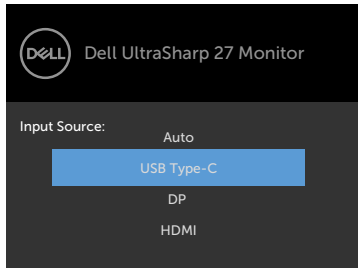 DELL Dell UltraSharp 27 Monitor
Input Source:
Auto
USB Type-C
DP
HDMI